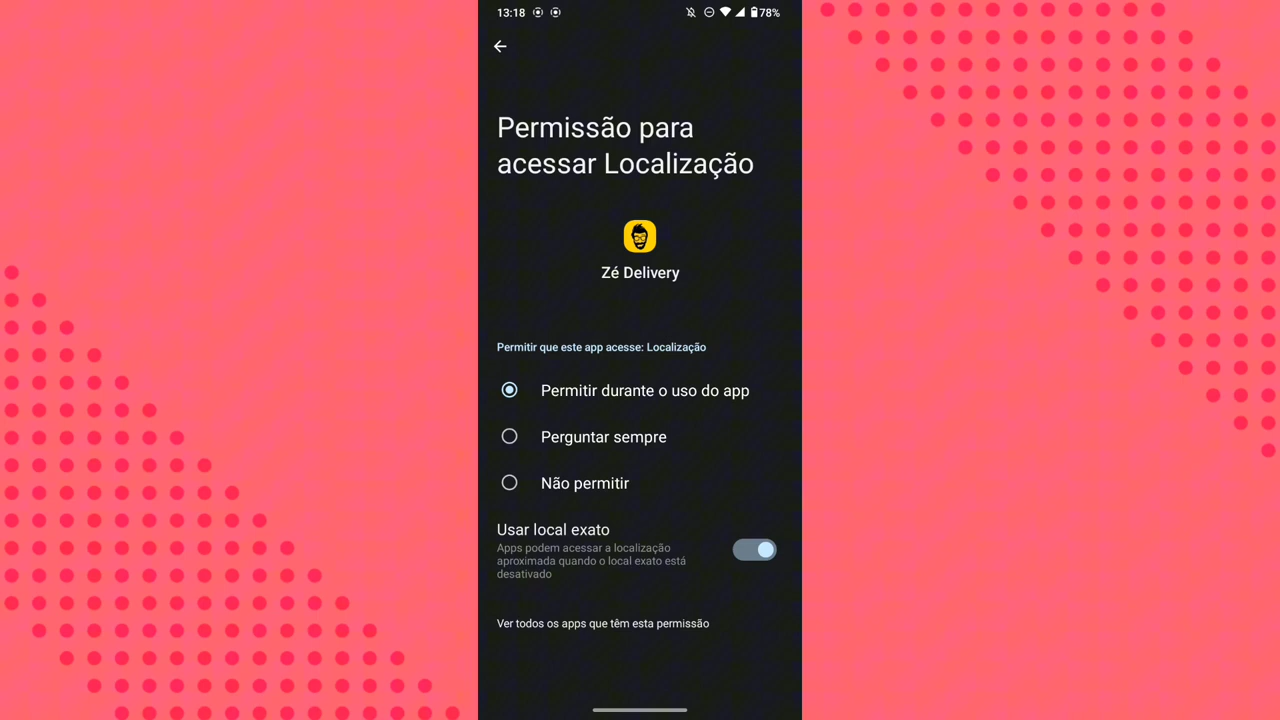 13:18
78%
Permissão para
acessar Localização
Zé Delivery
Permitir que este app acesse: Localização
Permitir durante o uso do app
Perguntar sempre
Não permitir
Usar local exato
Apps podem acessar a localização
aproximada quando o local exato está
desativado
Ver todos os apps que têm esta permissão